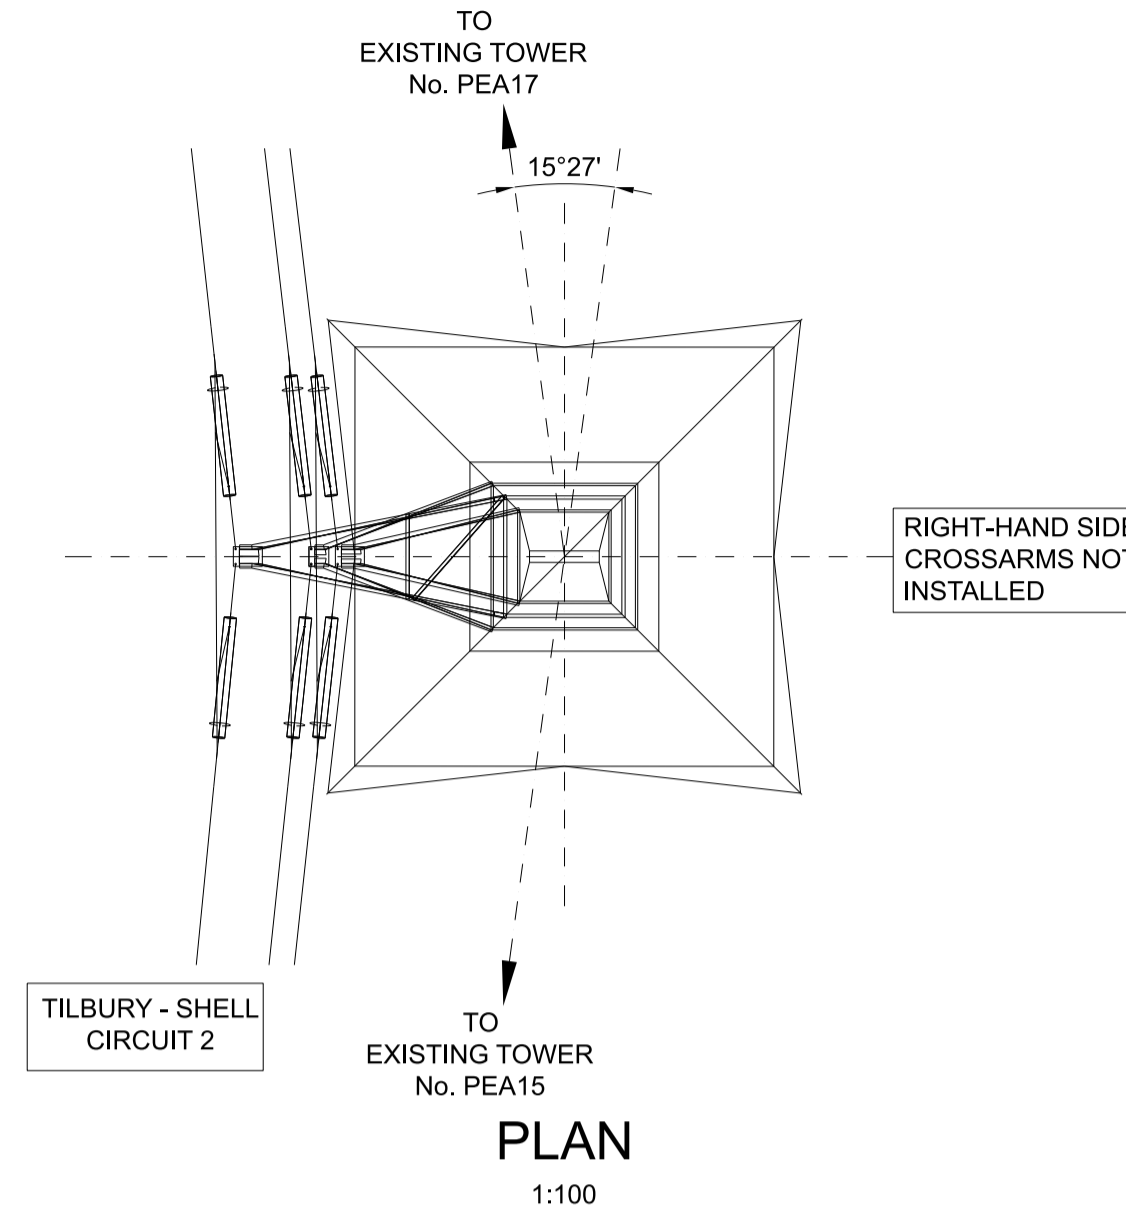 TO
EXISTING TOWER
No. PEA17
15°27'
RIGHT-HAND SIDE
CROSSARMS NOT
INSTALLED
TILBURY - SHELL
CIRCUIT 2
TO
EXISTING TOWER
No. PEA15
PLAN
1:100